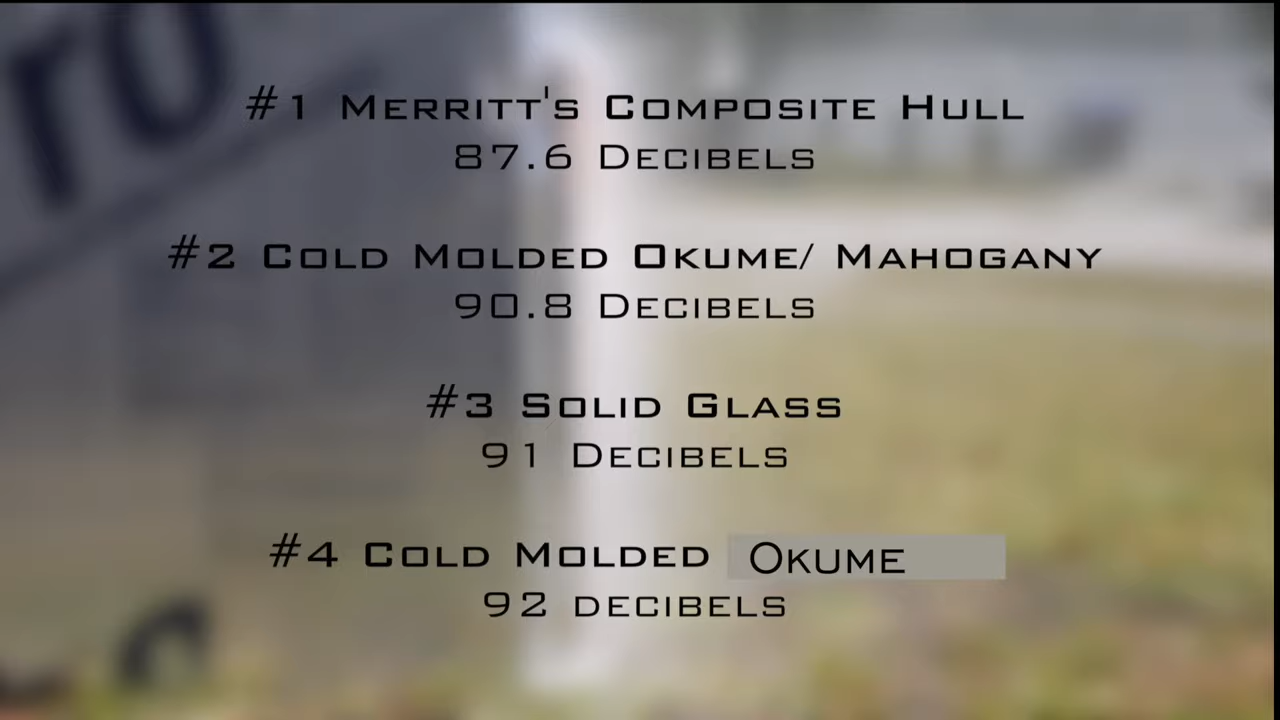 ro
#1 Merritt's Composite Hull
87.6 Decibels
#2 Cold Molded Okume/ Mahogany
90.8 Decibels
#3 Solid Glass
91 Decibels
#4 Cold Molded Okume
92 decibels